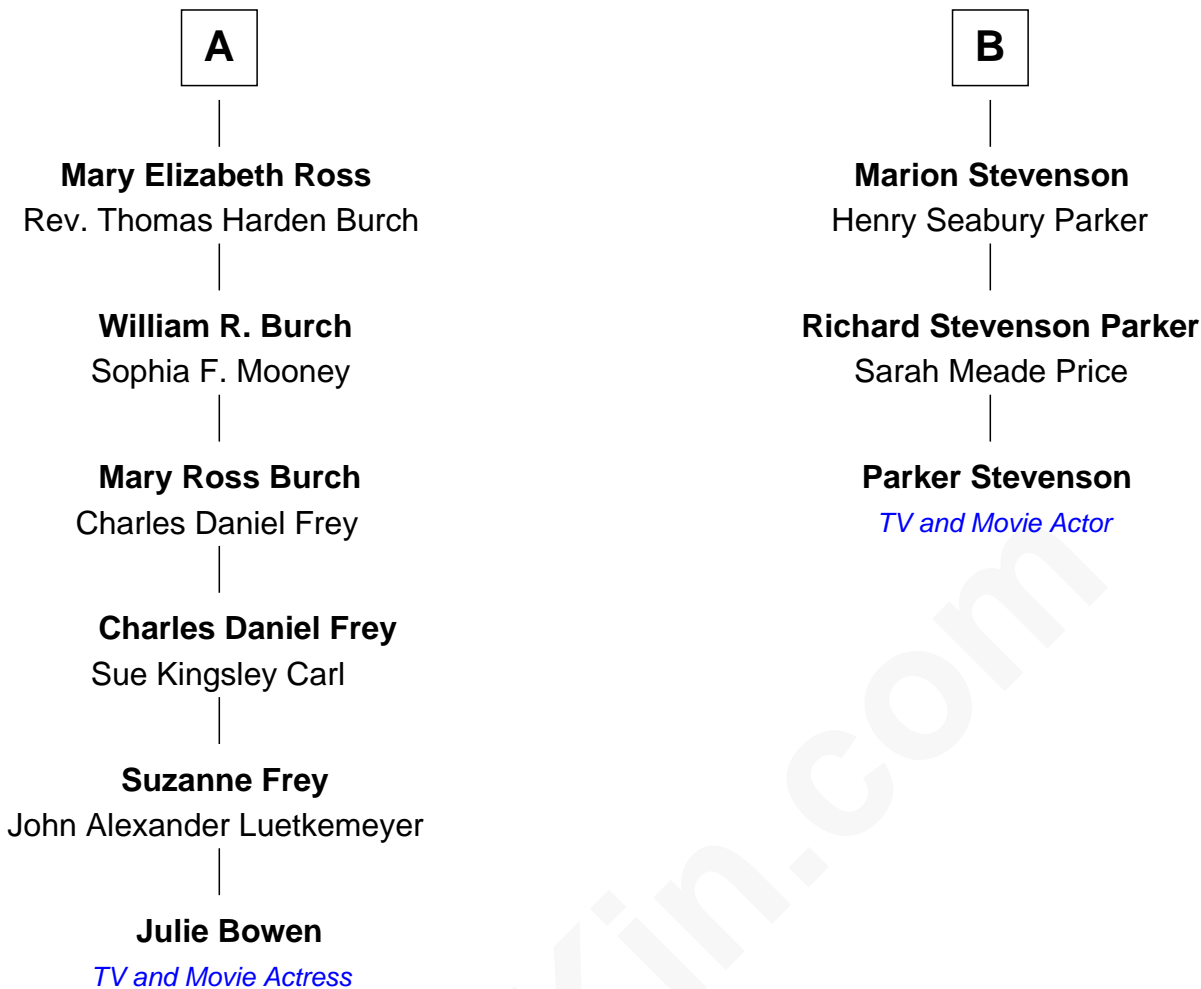 A
Mary Elizabeth Ross
Rev. Thomas Harden Burch
William R. Burch
Sophia F. Mooney
Mary Ross Burch
Charles Daniel Frey
Charles Daniel Frey
Sue Kingsley Carl
Suzanne Frey
John Alexander Luetkemeyer
Julie Bowen
TV and Movie Actress
B
Marion Stevenson
Henry Seabury Parker
Richard Stevenson Parker
Sarah Meade Price
Parker Stevenson
TV and Movie Actor
Kin.com